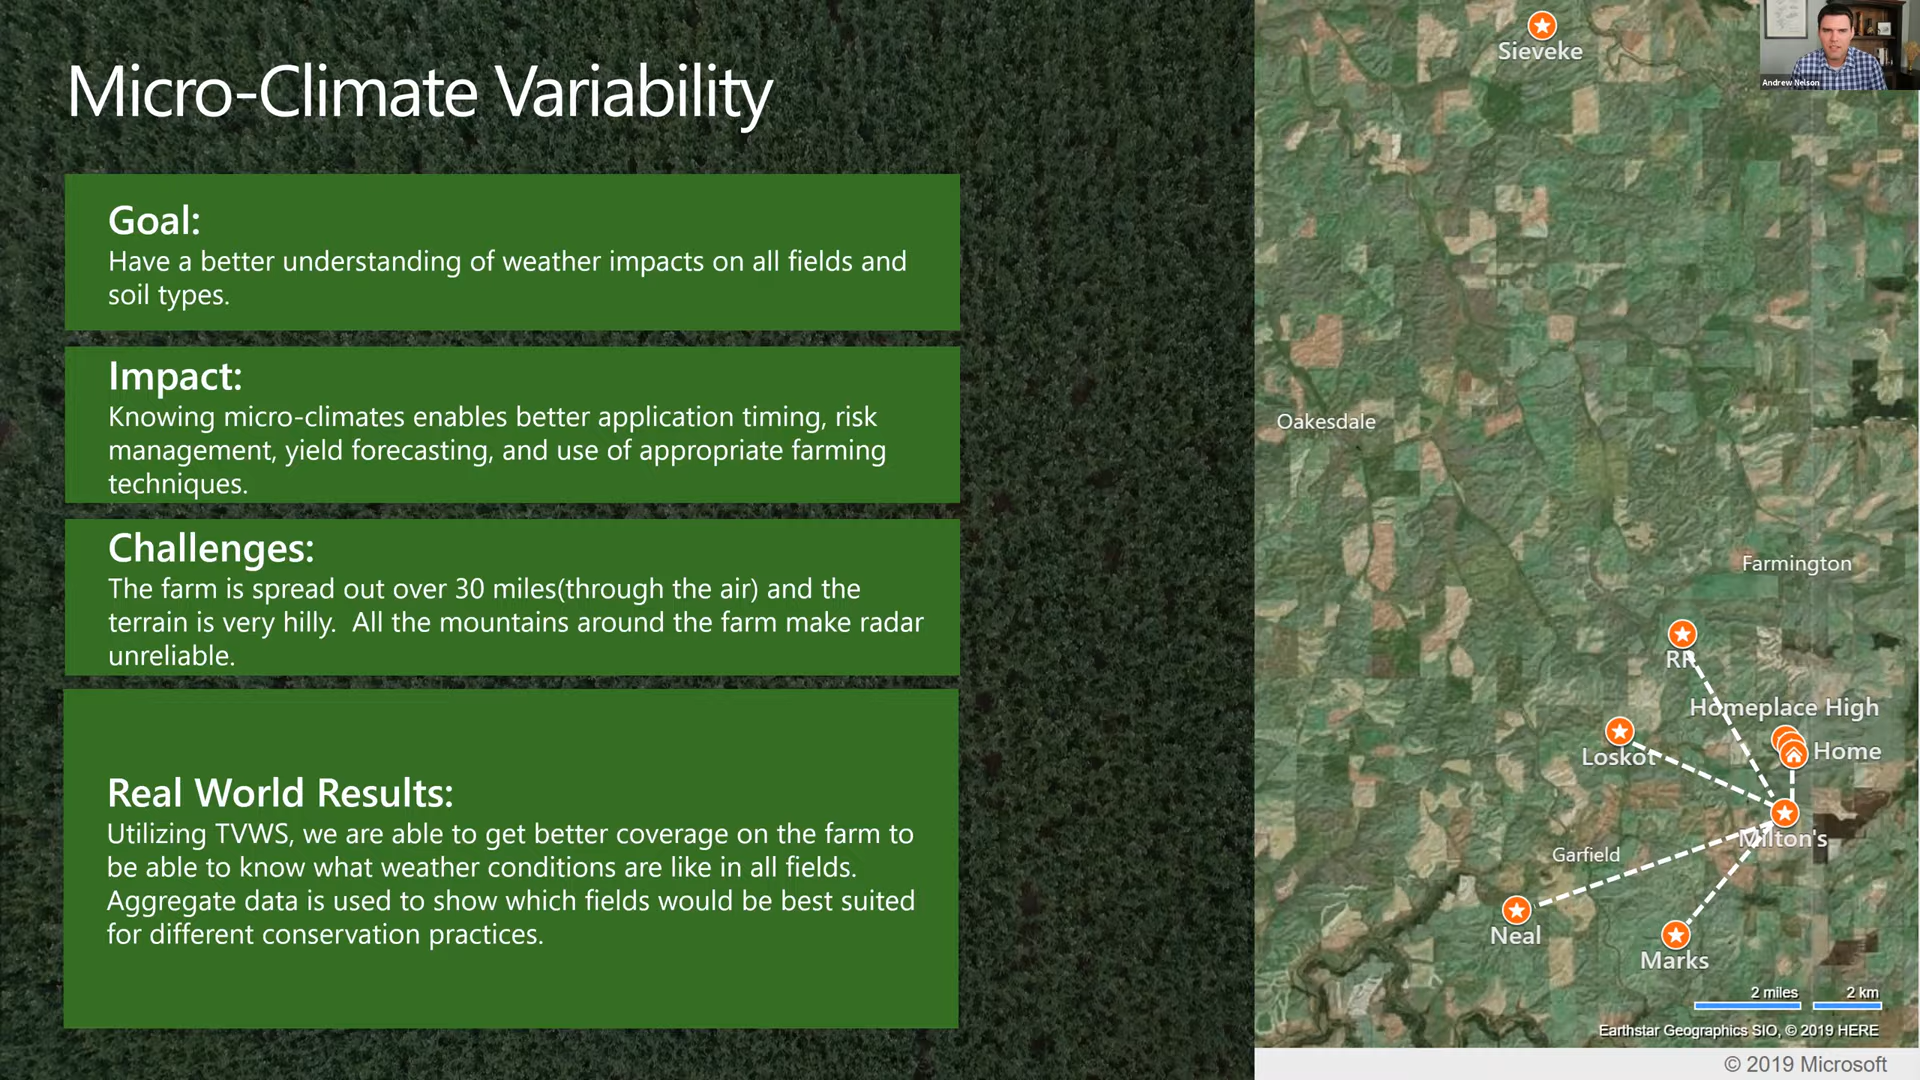 Micro-Climate Variability
Goal:
Have a better understanding of weather impacts on all fields and
soil types.
Impact:
Knowing micro-climates enables better application timing, risk
management, yield forecasting, and use of appropriate farming
techniques.
Challenges:
The farm is spread out over 30 miles(through the air) and the
terrain is very hilly.  All the mountains around the farm make radar
unreliable.
Real World Results:
Utilizing TVWS, we are able to get better coverage on the farm to
be able to know what weather conditions are like in all fields.
Aggregate data is used to show which fields would be best suited
for different conservation practices.
Sieveke
Andrew Nelson
Oakesdale
Farmington
RR
Homeplace High
Home
Loskot
Milton's
Garfield
Neal
Marks
2 miles
2 km
Earthstar Geographics SIO, © 2019 HERE
© 2019 Microsoft